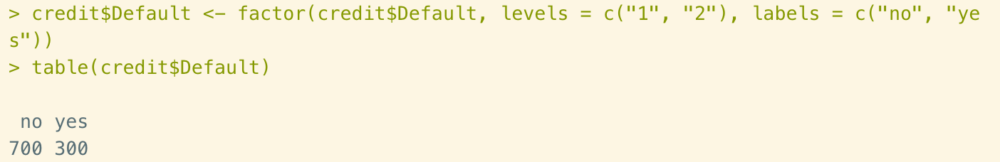 > credit$Default <- factor(credit$Default, levels = c("1", "2"), labels = c("no", "ye
s"))
> table(credit$Default)

 no yes
700 300